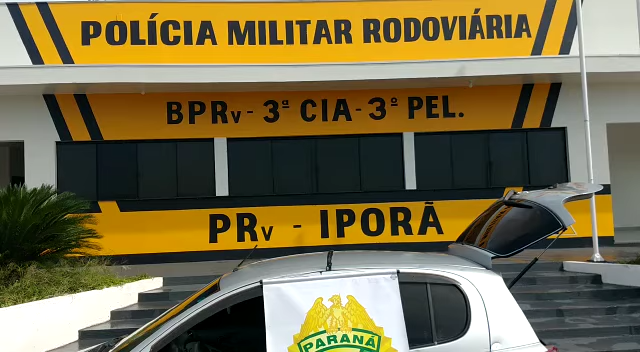 POLÍCIA MILITAR RODOVIÁRIA
BPRv - 3ª CIA - 3º PEL.
PRv - IPORÃ
PARANÁ